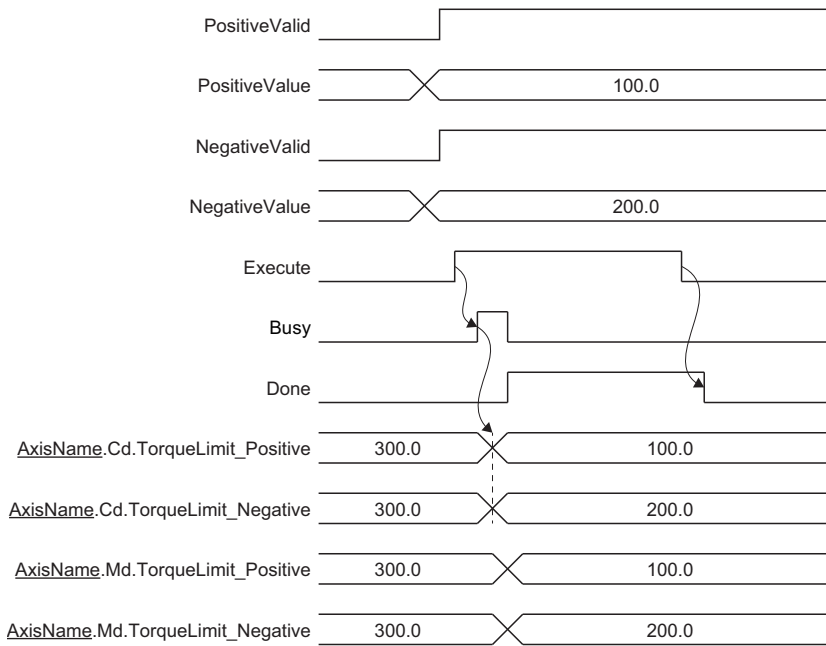 PositiveValid
PositiveValue 100.0
NegativeValid
NegativeValue 200.0
Execute
Busy
Done
AxisName.Cd.TorqueLimit_Positive 300.0 100.0
AxisName.Cd.TorqueLimit_Negative 300.0 200.0
AxisName.Md.TorqueLimit_Positive 300.0 100.0
AxisName.Md.TorqueLimit_Negative 300.0 200.0